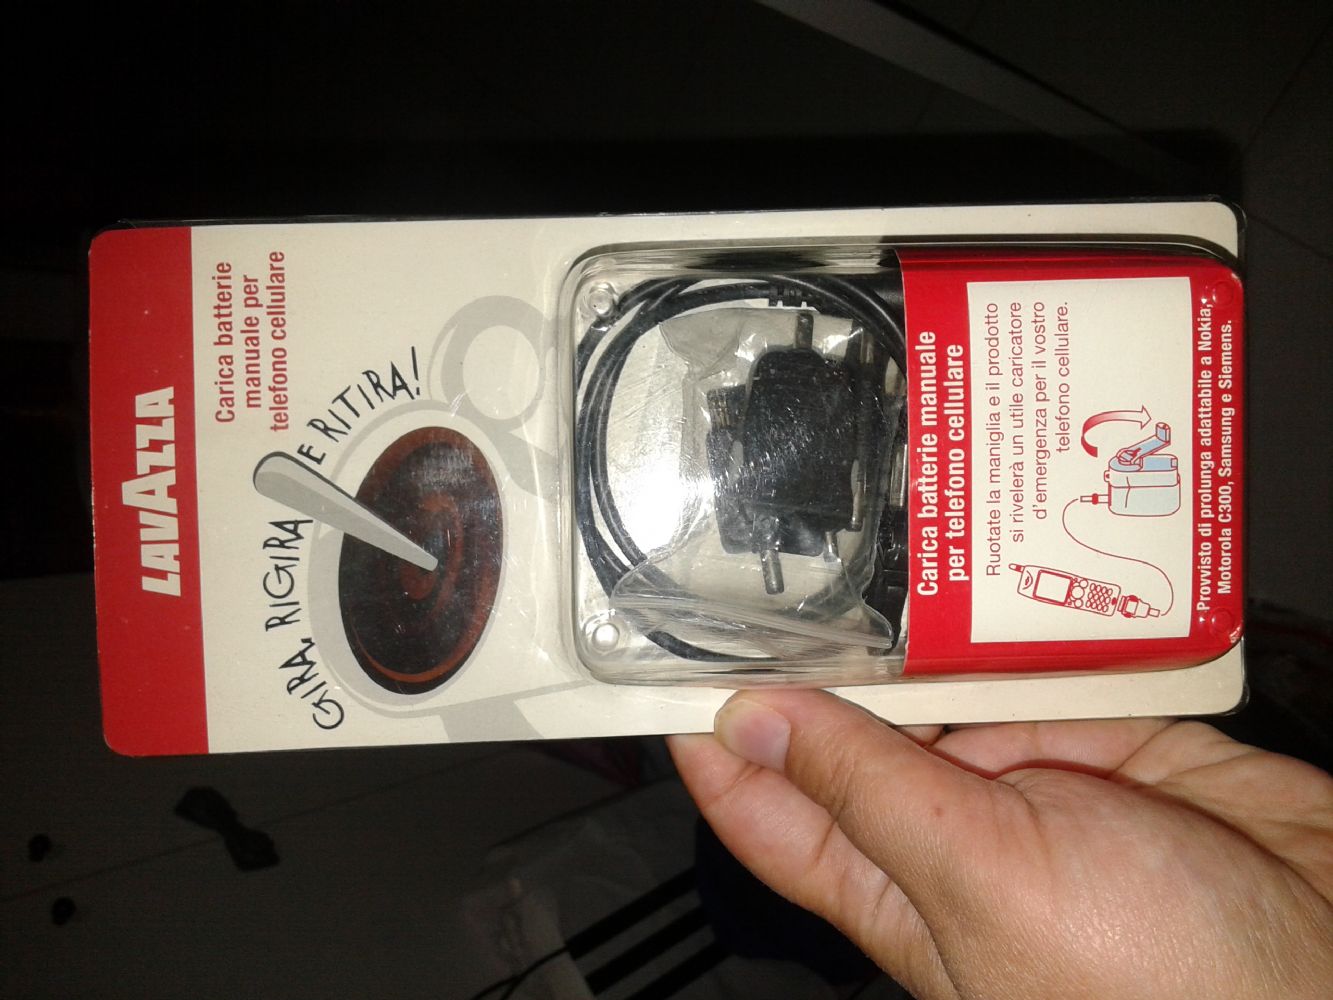 LAVAZZA
Carica batterie
manuale per
telefono cellulare
GIRA, RIGIRA E RITIRA!
Carica batterie manuale
per telefono cellulare
Ruotate la maniglia e il prodotto
si rivelerà un utile caricatore
d'emergenza per il vostro
telefono cellulare.
Provvisto di prolunga adattabile a Nokia,
Motorola C300, Samsung e Siemens.